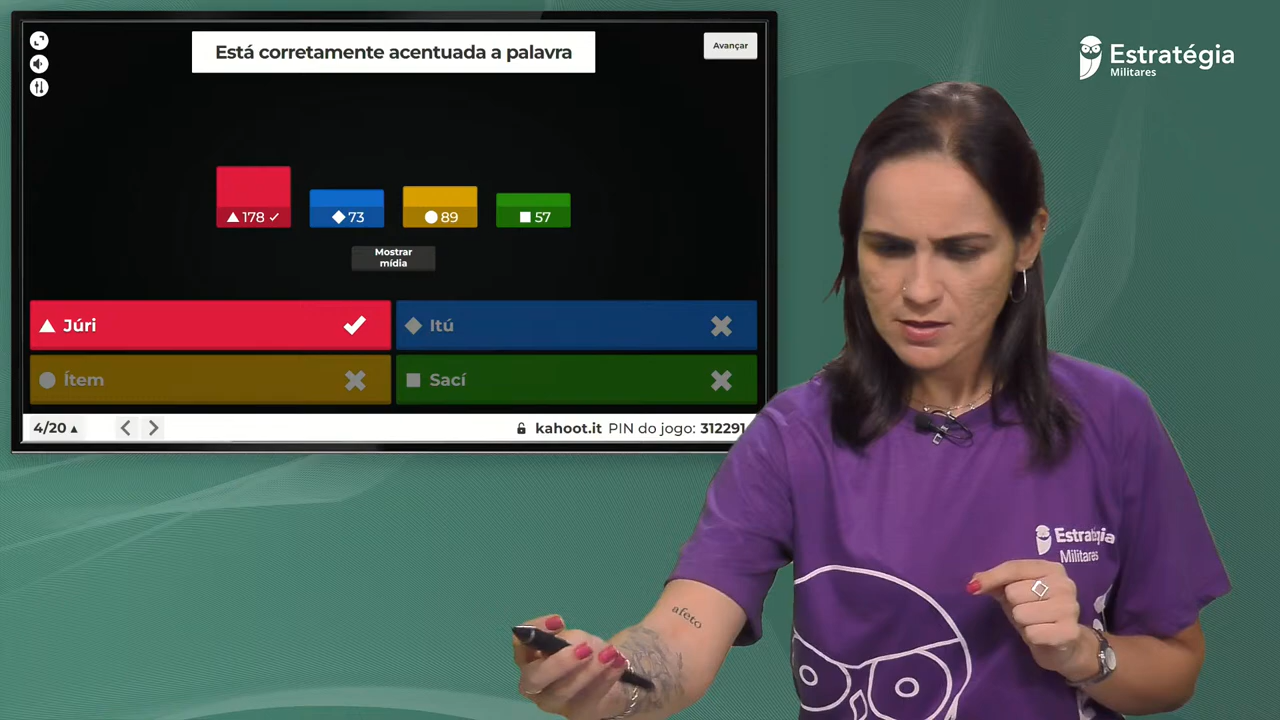 Está corretamente acentuada a palavra
Avançar
178
73
89
57
Mostrar
mídia
Júri
Itú
Ítem
Sací
4/20
kahoot.it PIN do jogo: 312291
Estratégia
Militares
afeto
Estratégia
Militares